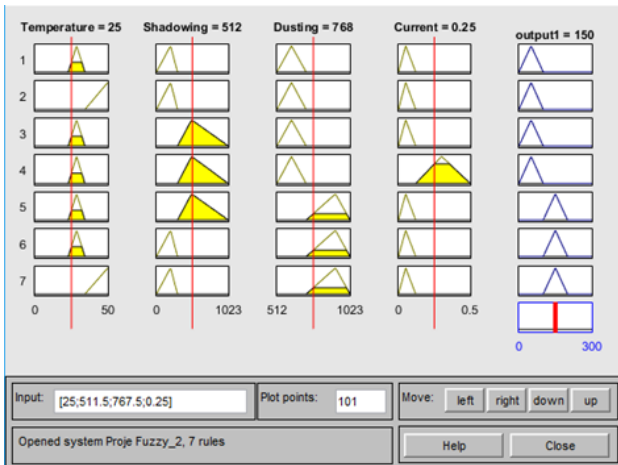 Temperature = 25 Shadowing = 512 Dusting = 768 Current = 0.25 output1 = 150
1
2
3
4
5
6
7
0 50 0 1023 512 1023 0 0.5
0 300
Input: [25;511.5;767.5;0.25] Plot points: 101 Move: left right down up
Opened system Proje Fuzzy_2, 7 rules Help Close